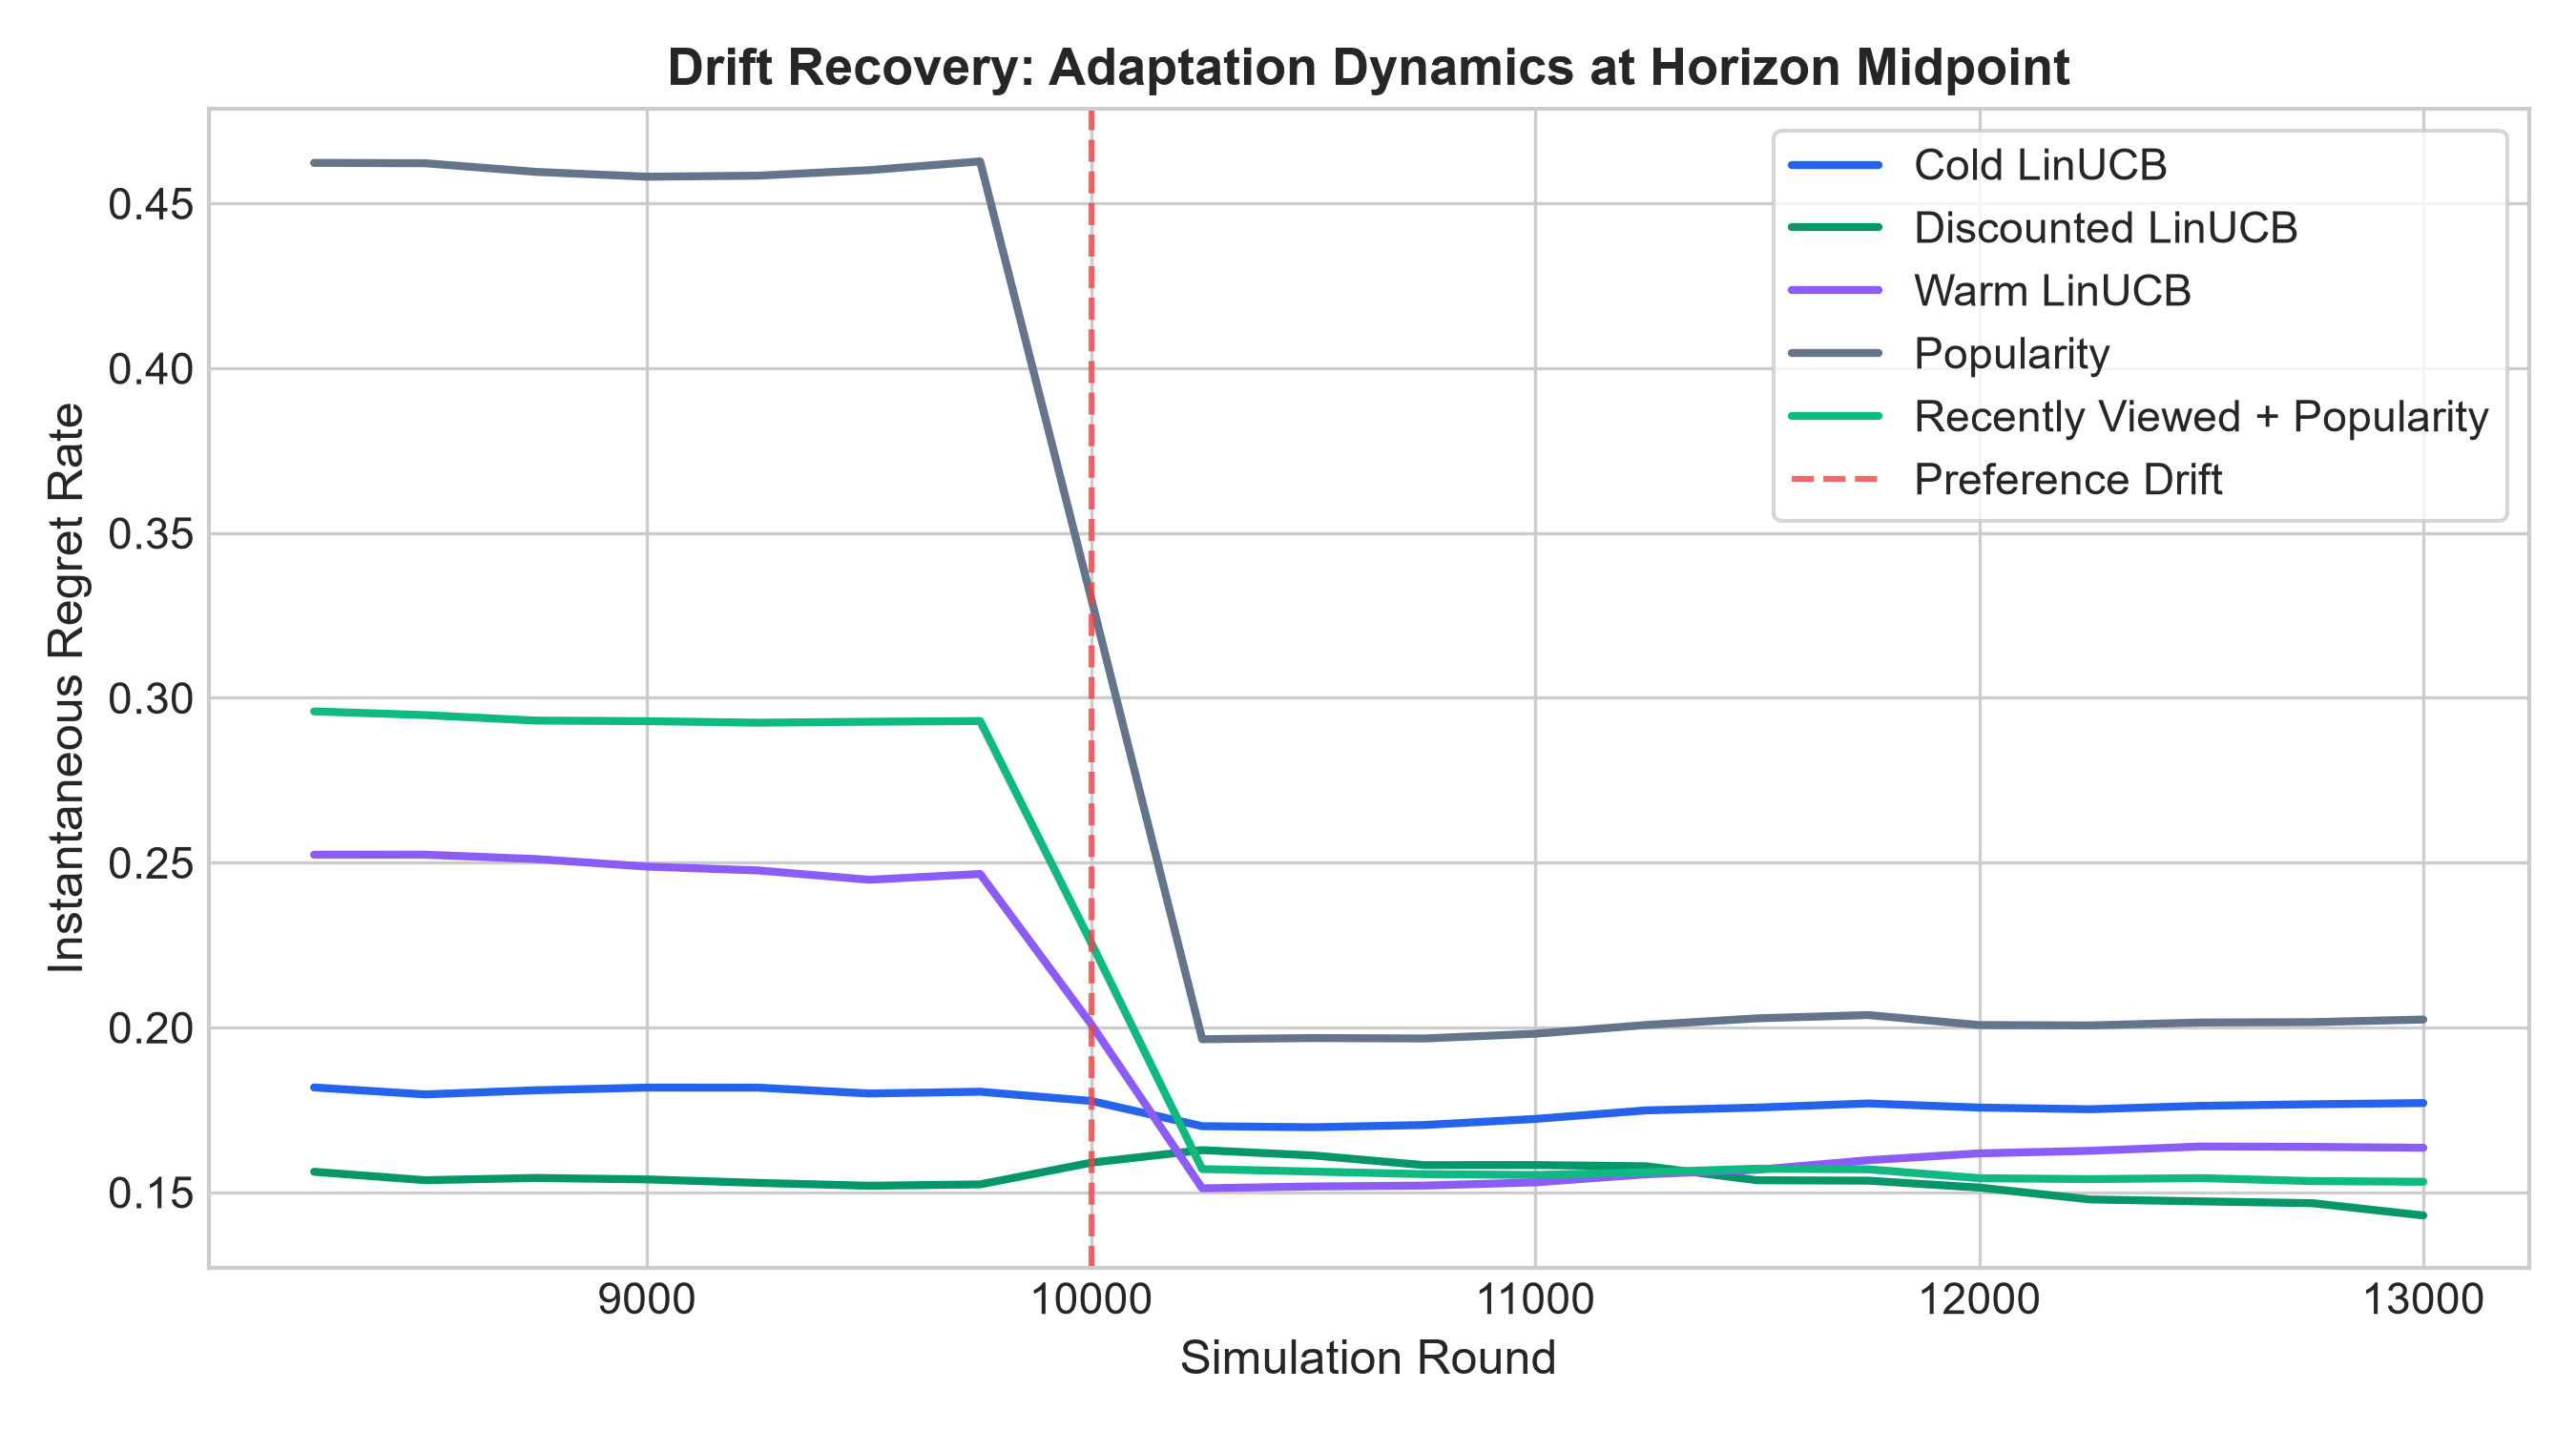 Drift Recovery: Adaptation Dynamics at Horizon Midpoint
Instantaneous Regret Rate
0.45
0.40
0.35
0.30
0.25
0.20
0.15
Cold LinUCB
Discounted LinUCB
Warm LinUCB
Popularity
Recently Viewed + Popularity
Preference Drift
9000 10000 11000 12000 13000
Simulation Round